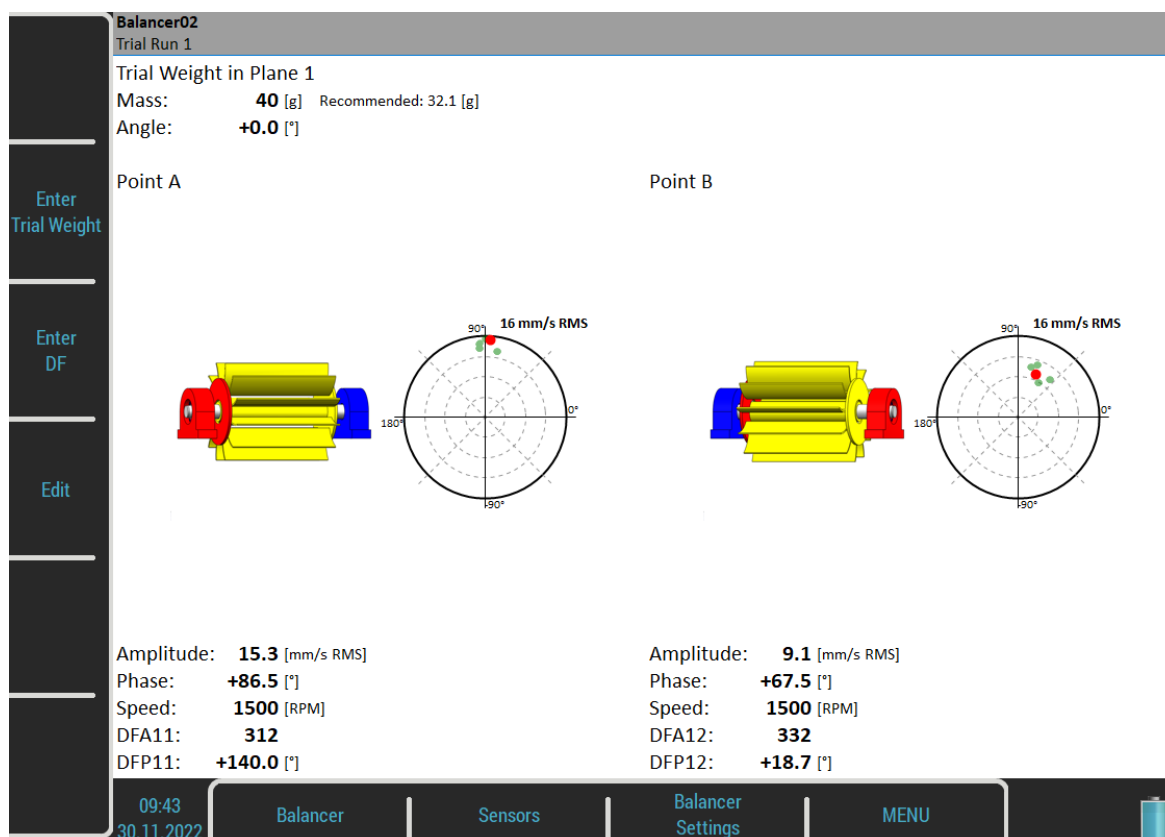 Balancer02
Trial Run 1
Trial Weight in Plane 1
Mass: 40 [g] Recommended: 32.1 [g]
Angle: +0.0 [°]
Enter
Trial Weight
Enter
DF
Edit
Point A
90° 16 mm/s RMS
0°
180°
-90°
Amplitude: 15.3 [mm/s RMS]
Phase: +86.5 [°]
Speed: 1500 [RPM]
DFA11: 312
DFP11: +140.0 [°]
Point B
90° 16 mm/s RMS
0°
180°
-90°
Amplitude: 9.1 [mm/s RMS]
Phase: +67.5 [°]
Speed: 1500 [RPM]
DFA12: 332
DFP12: +18.7 [°]
09:43
30.11.2022
Balancer
Sensors
Balancer
Settings
MENU